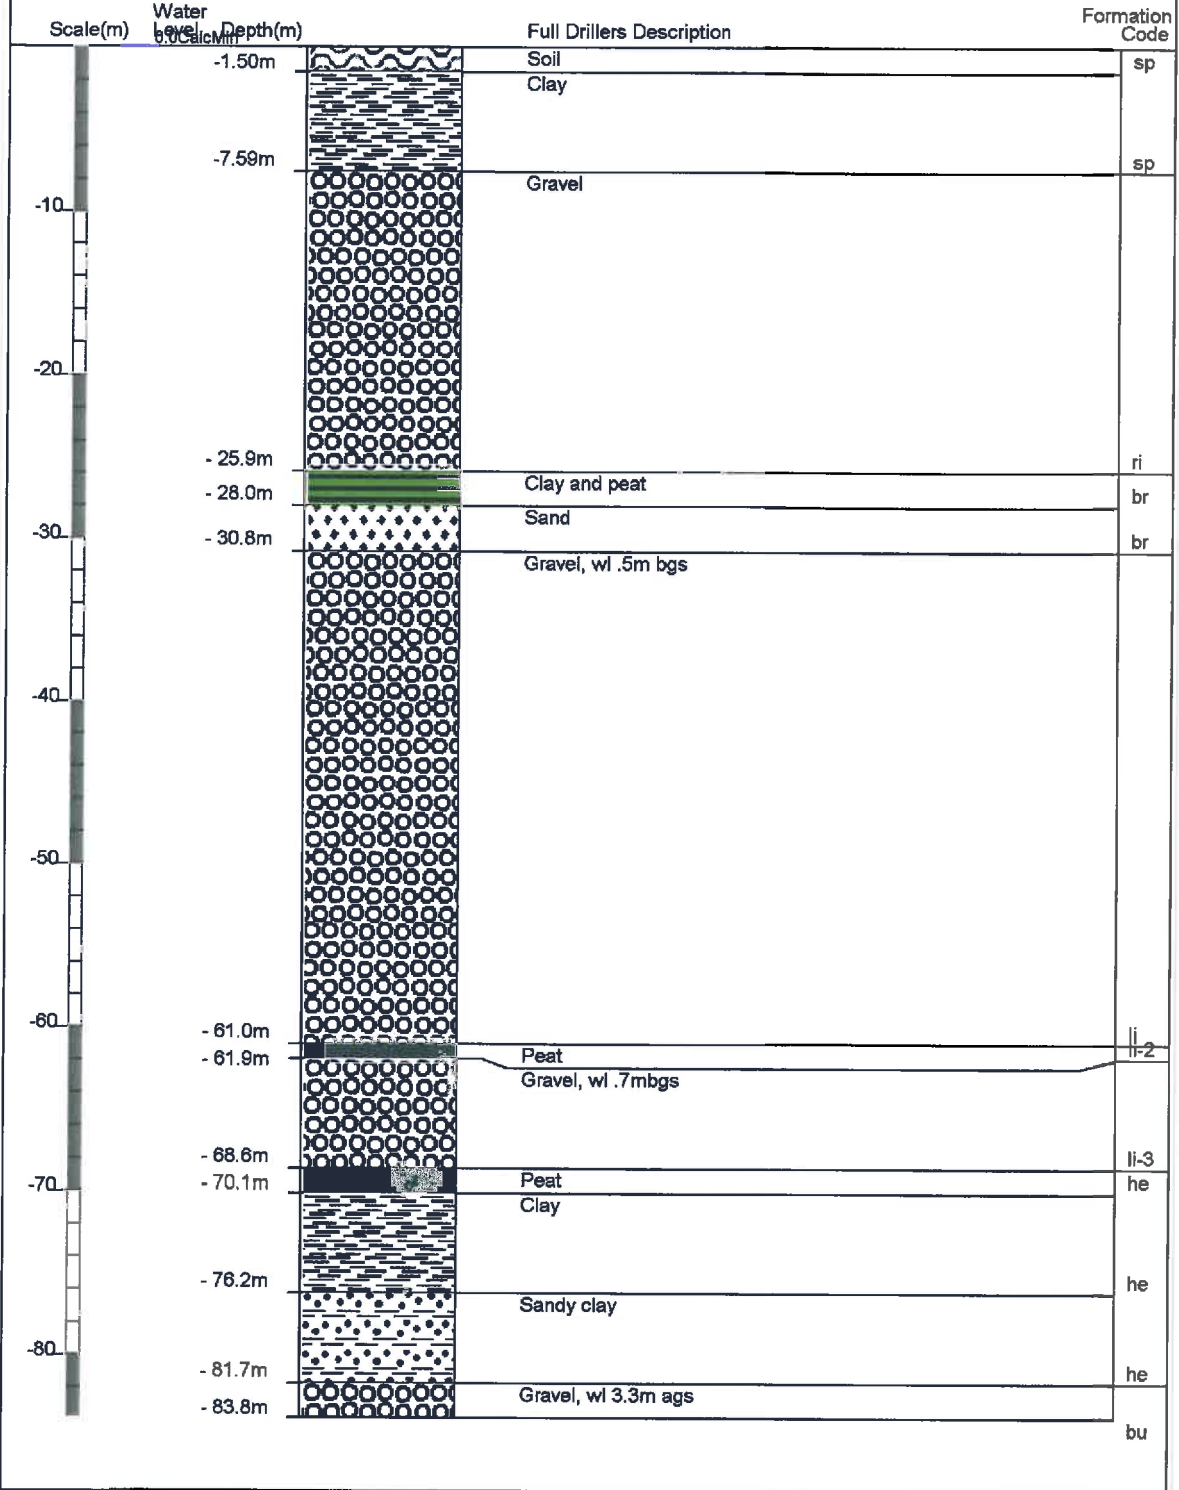 Scale(m) Water Level Depth(m) Full Drillers Description Formation Code
0.0CalcMin
-1.50m Soil sp
Clay
-7.59m sp
Gravel
-10
-20
- 25.9m ri
Clay and peat
- 28.0m br
Sand
-30
- 30.8m br
Gravel, wl .5m bgs
-40
-50
-60
- 61.0m li
- 61.9m Peat li-2
Gravel, wl .7mbgs
- 68.6m li-3
-70 - 70.1m Peat he
Clay
- 76.2m he
Sandy clay
-80
- 81.7m he
Gravel, wl 3.3m ags
- 83.8m
bu